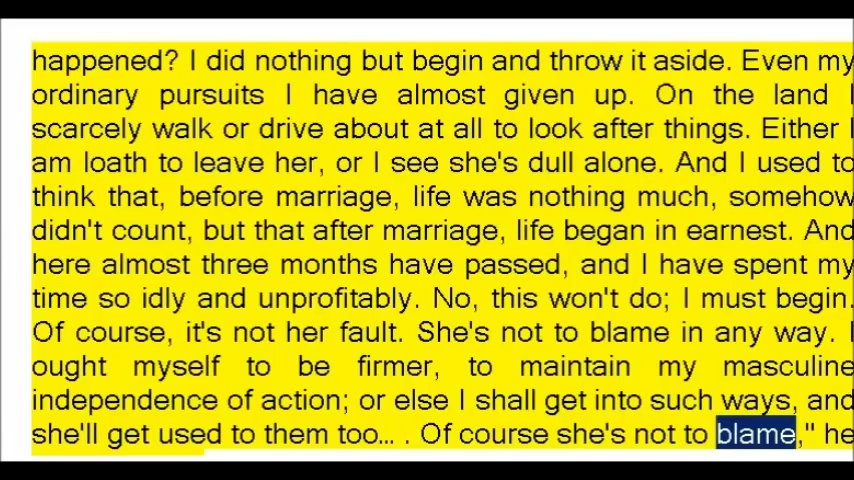 happened? I did nothing but begin and throw it aside. Even my
ordinary pursuits I have almost given up. On the land I
scarcely walk or drive about at all to look after things. Either I
am loath to leave her, or I see she's dull alone. And I used to
think that, before marriage, life was nothing much, somehow
didn't count, but that after marriage, life began in earnest. And
here almost three months have passed, and I have spent my
time so idly and unprofitably. No, this won't do; I must begin.
Of course, it's not her fault. She's not to blame in any way. I
ought myself to be firmer, to maintain my masculine
independence of action; or else I shall get into such ways, and
she'll get used to them too... . Of course she's not to blame," he